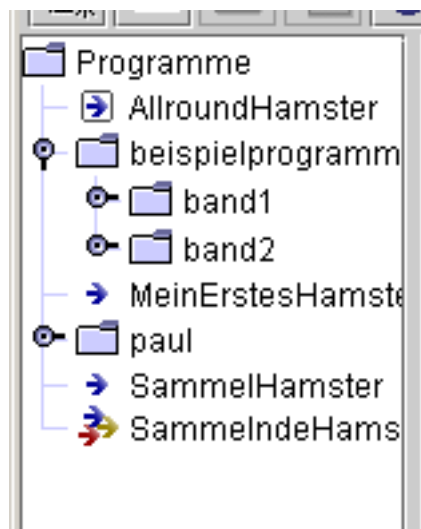 Programme
AllroundHamster
beispielprogramm
band1
band2
MeinErstesHamste
paul
SammelHamster
SammelndeHams